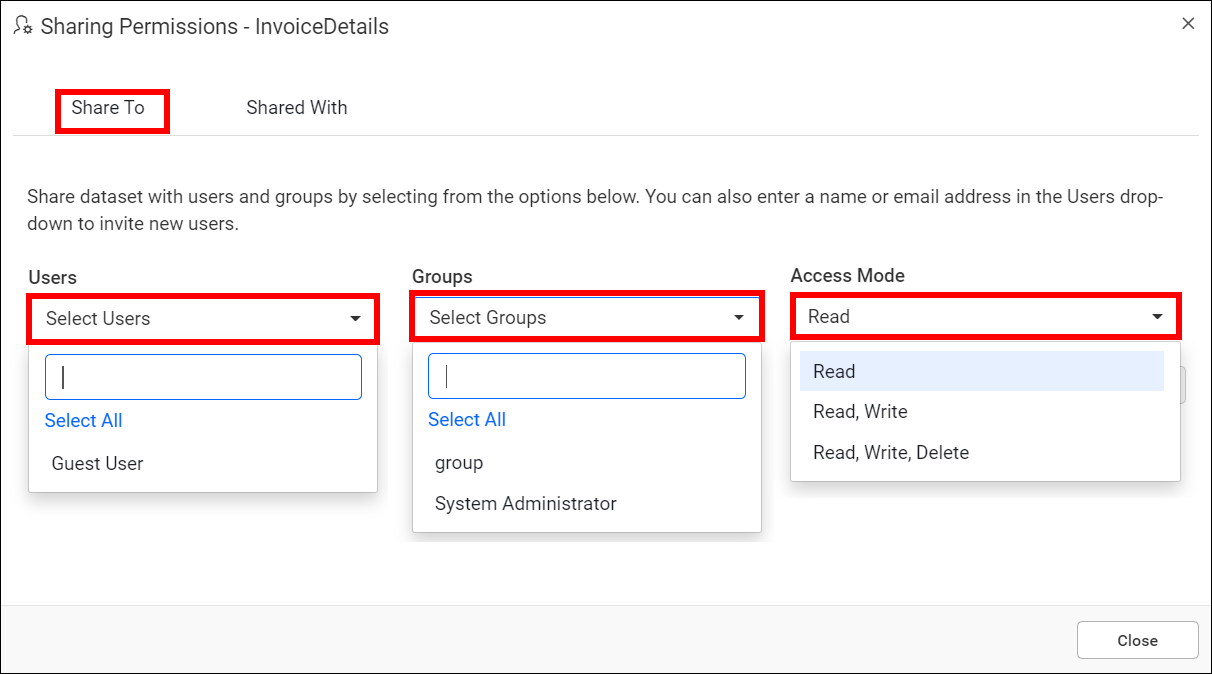 Sharing Permissions - InvoiceDetails
Share To
Shared With
Share dataset with users and groups by selecting from the options below. You can also enter a name or email address in the Users drop-
down to invite new users.
Users
Select Users
Select All
Guest User
Groups
Select Groups
Select All
group
System Administrator
Access Mode
Read
Read
Read, Write
Read, Write, Delete
Close